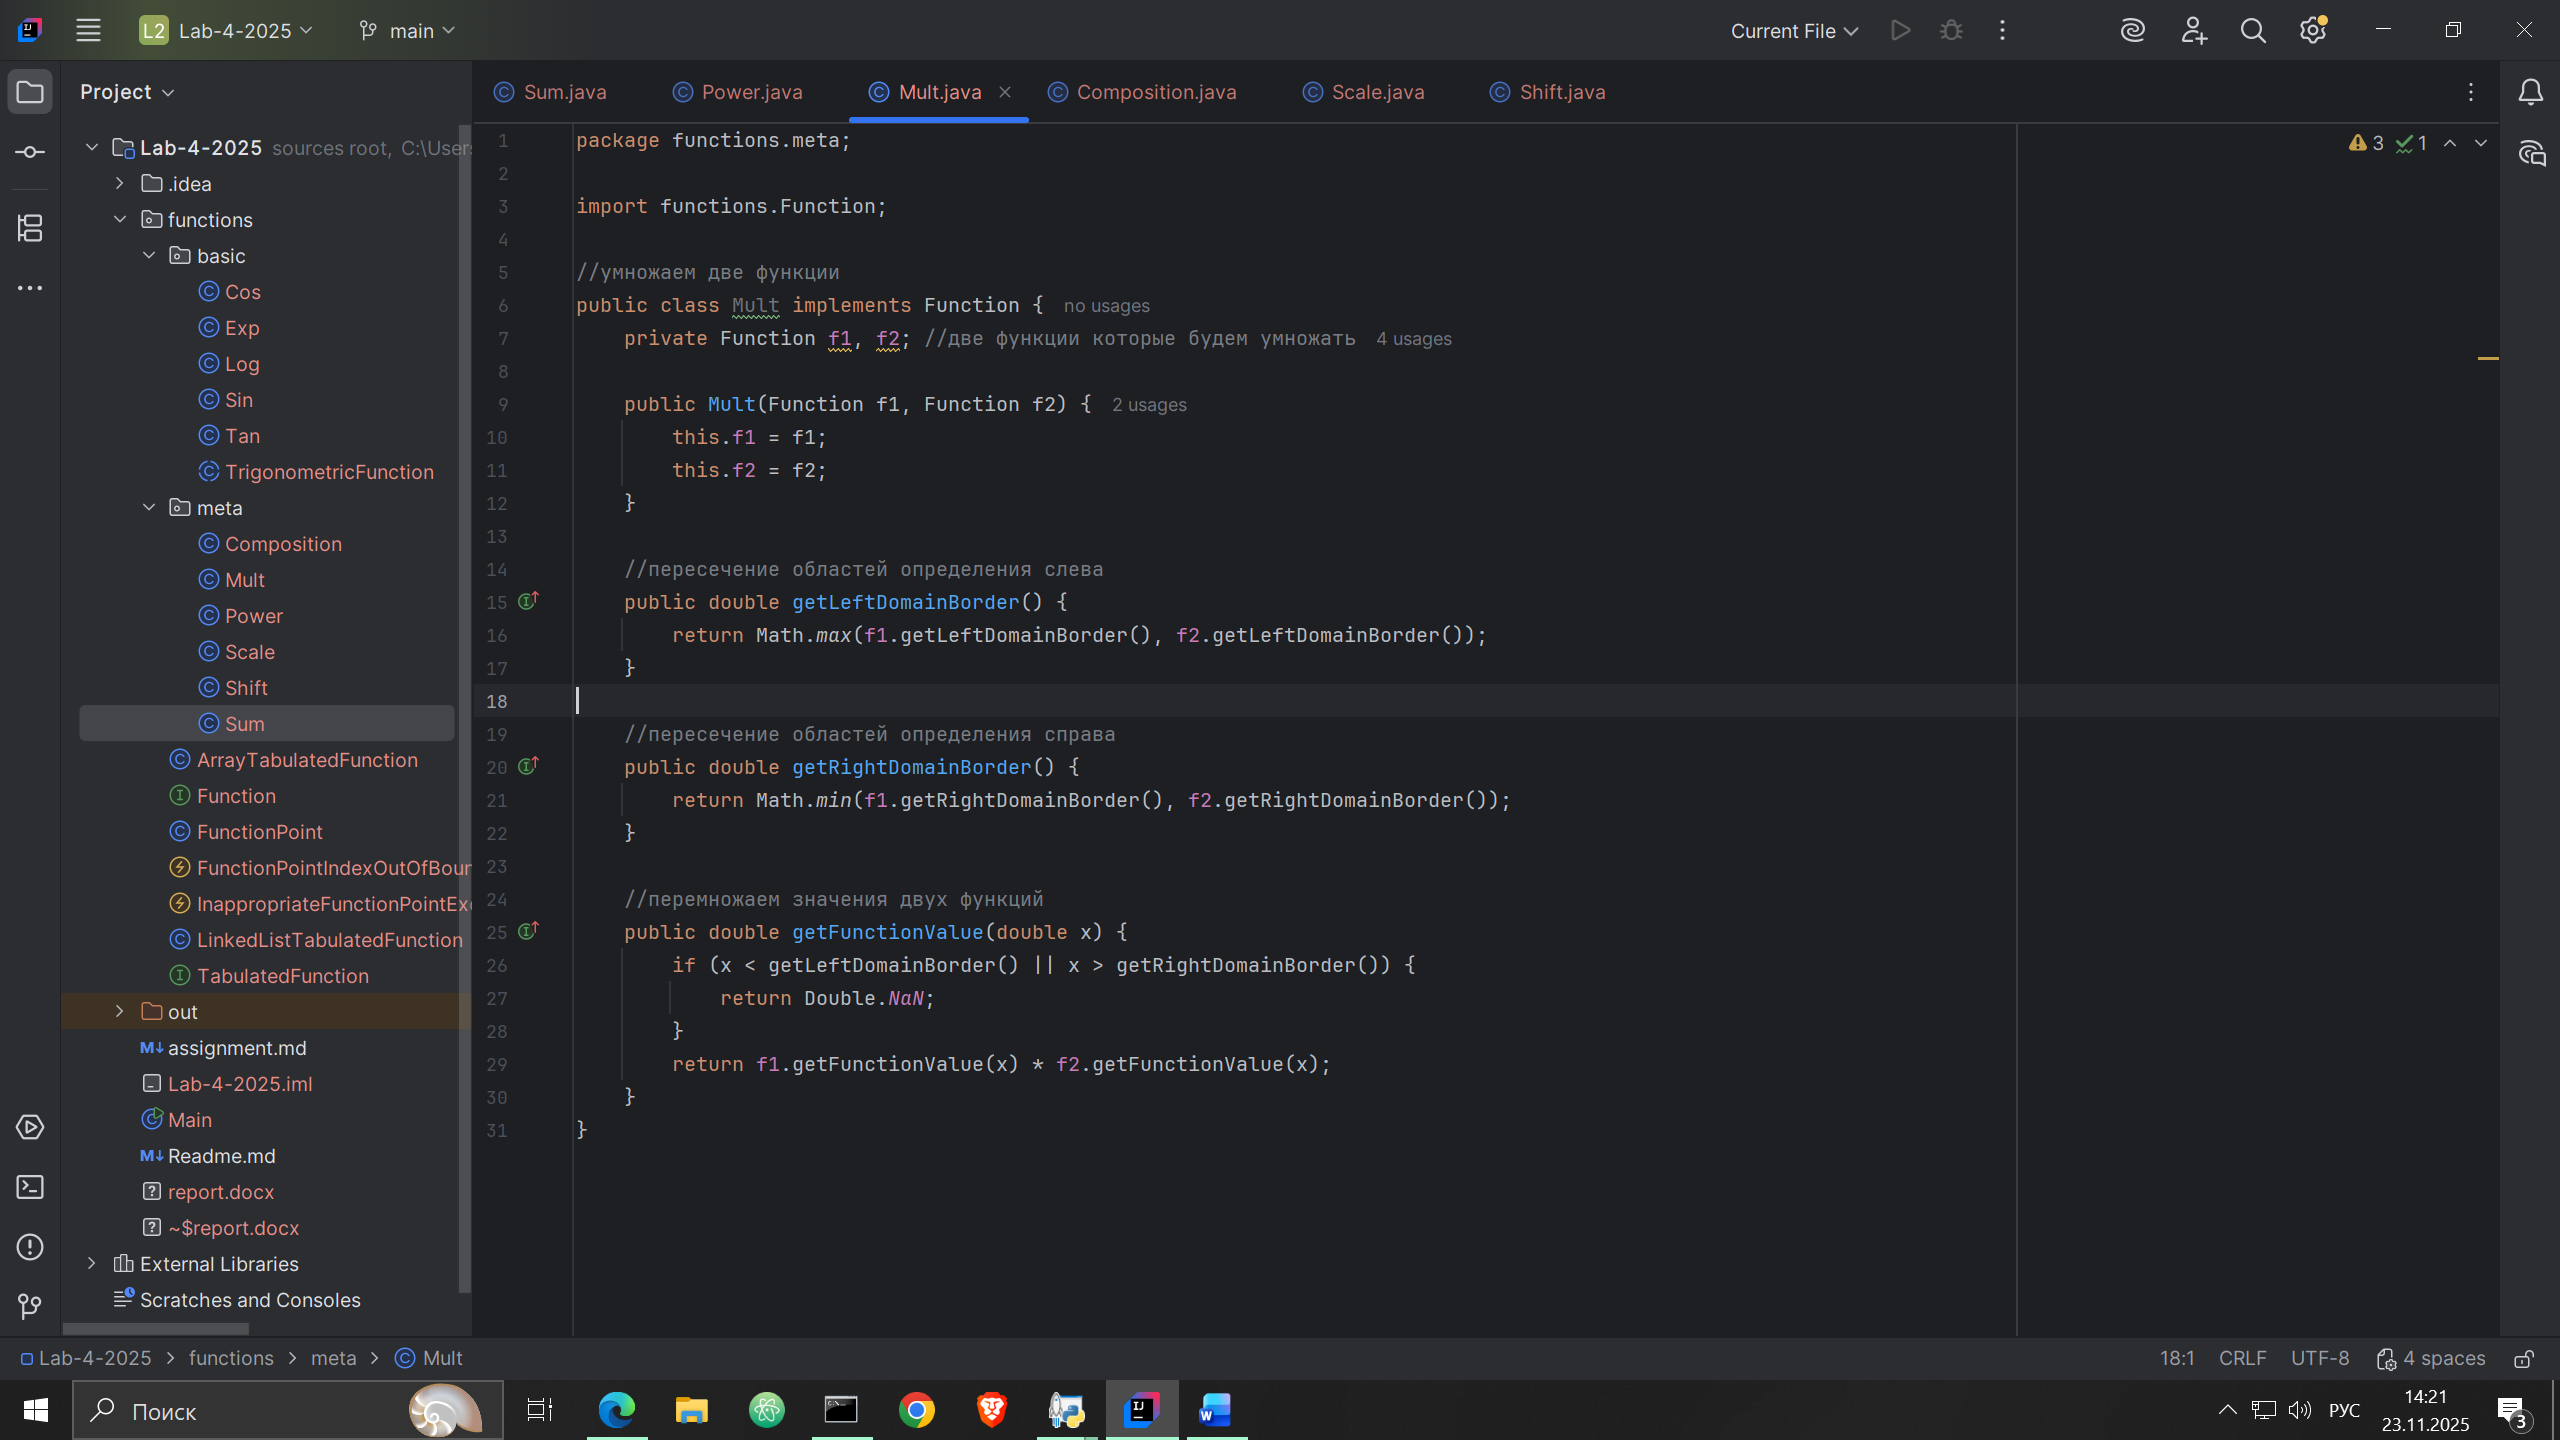 L2 Lab-4-2025 main Current File
Project
Sum.java Power.java Mult.java Composition.java Scale.java Shift.java
Lab-4-2025 sources root, C:\Users
.idea
functions
basic
Cos
Exp
Log
Sin
Tan
TrigonometricFunction
meta
Composition
Mult
Power
Scale
Shift
Sum
ArrayTabulatedFunction
Function
FunctionPoint
FunctionPointIndexOutOfBour
InappropriateFunctionPointExc
LinkedListTabulatedFunction
TabulatedFunction
out
assignment.md
Lab-4-2025.iml
Main
Readme.md
report.docx
~$report.docx
External Libraries
Scratches and Consoles
3 1
1 package functions.meta;
2
3 import functions.Function;
4
5 //умножаем две функции
6 public class Mult implements Function { no usages
7 private Function f1, f2; //две функции которые будем умножать 4 usages
8
9 public Mult(Function f1, Function f2) { 2 usages
10 this.f1 = f1;
11 this.f2 = f2;
12 }
13
14 //пересечение областей определения слева
15 public double getLeftDomainBorder() {
16 return Math.max(f1.getLeftDomainBorder(), f2.getLeftDomainBorder());
17 }
18
19 //пересечение областей определения справа
20 public double getRightDomainBorder() {
21 return Math.min(f1.getRightDomainBorder(), f2.getRightDomainBorder());
22 }
23
24 //перемножаем значения двух функций
25 public double getFunctionValue(double x) {
26 if (x < getLeftDomainBorder() || x > getRightDomainBorder()) {
27 return Double.NaN;
28 }
29 return f1.getFunctionValue(x) * f2.getFunctionValue(x);
30 }
31 }
Lab-4-2025 > functions > meta > Mult 18:1 CRLF UTF-8 4 spaces
Поиск РУС 14:21
23.11.2025 3